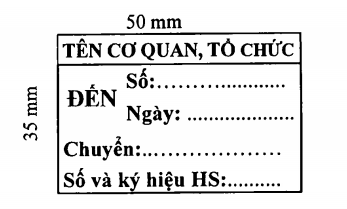 50 mm
35 mm
TÊN CƠ QUAN, TỔ CHỨC
ĐẾN
Số:......................
Ngày: ....................
Chuyển:.....................
Số và ký hiệu HS:..........